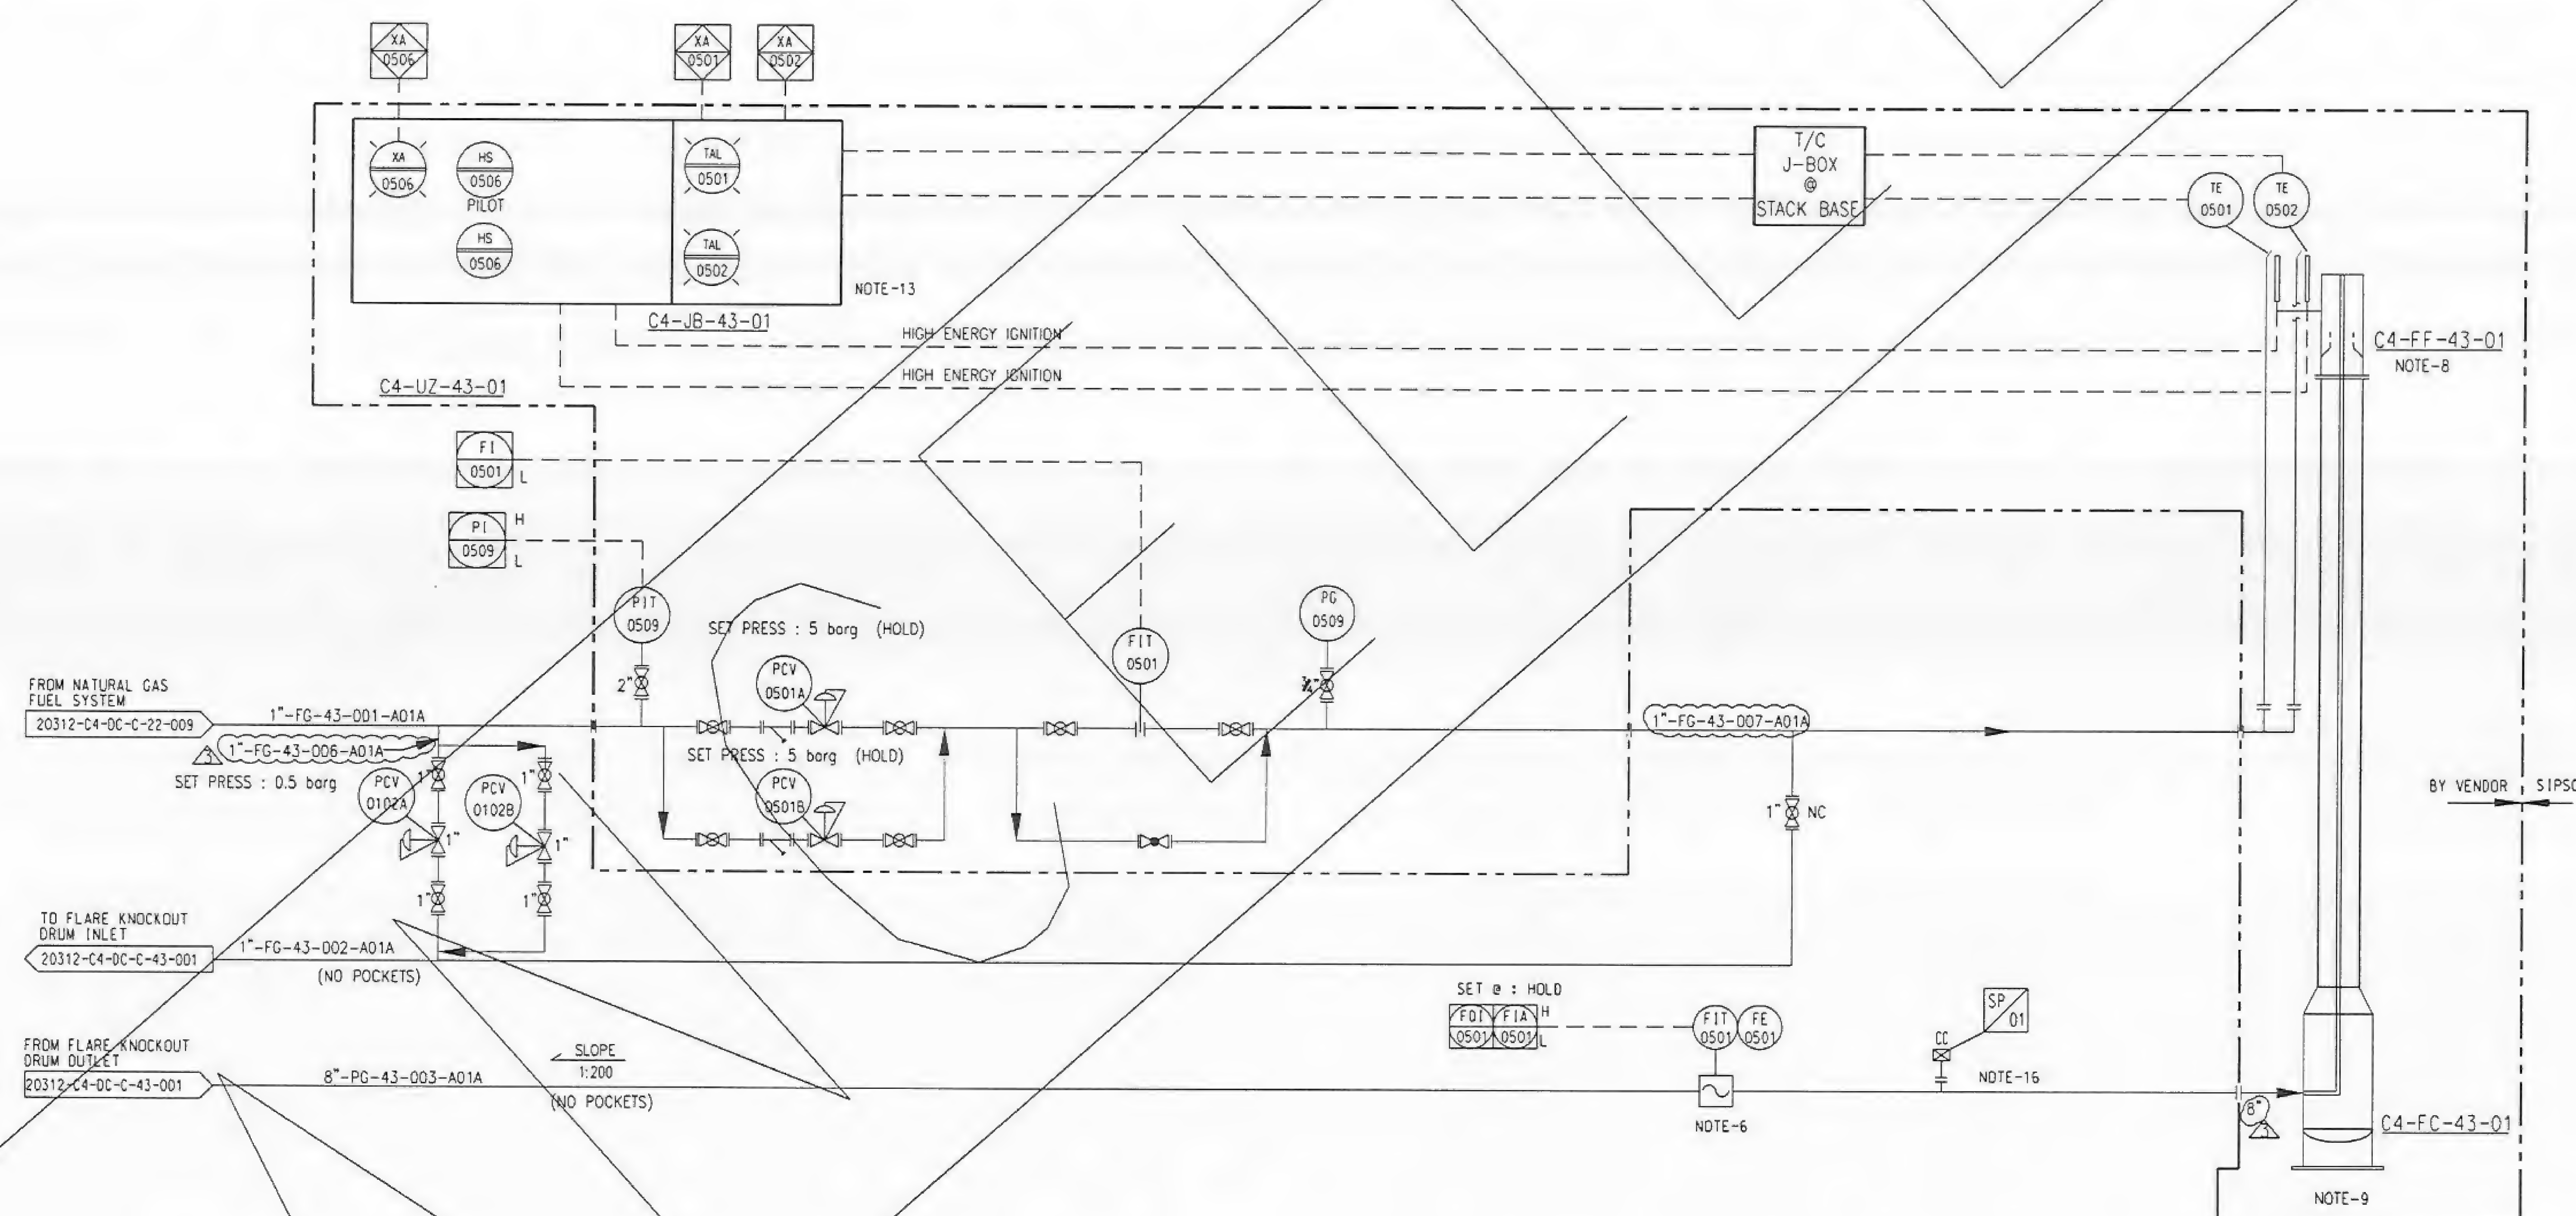 XA
0506
XA
0501
XA
0502
XA
0506
HS
0506
PILOT
HS
0506
TAL
0501
TAL
0502
NOTE-13
C4-JB-43-01
C4-UZ-43-01
HIGH ENERGY IGNITION
HIGH ENERGY IGNITION
T/C
J-BOX
@
STACK BASE
TE
0501
TE
0502
C4-FF-43-01
NOTE-8
FI
0501
L
PI
0509
H
L
PIT
0509
2"
SET PRESS : 5 barg (HOLD)
PCV
0501A
SET PRESS : 5 barg (HOLD)
PCV
0501B
FIT
0501
PG
0509
3/4"
FROM NATURAL GAS
FUEL SYSTEM
20312-C4-DC-C-22-009
1"-FG-43-001-A01A
1"-FG-43-006-A01A
3
SET PRESS : 0.5 barg
PCV
0102A
1"
1"
1"
PCV
0102B
1"
1"
1"
1"-FG-43-007-A01A
1"
NC
BY VENDOR
SIPSC
TO FLARE KNOCKOUT
DRUM INLET
20312-C4-DC-C-43-001
1"-FG-43-002-A01A
(NO POCKETS)
FROM FLARE KNOCKOUT
DRUM OUTLET
20312-C4-DC-C-43-001
8"-PG-43-003-A01A
SLOPE
1:200
(NO POCKETS)
SET @ : HOLD
FQI
0501
FIA
0501
H
L
FIT
0501
FE
0501
NOTE-6
CC
SP
01
NOTE-16
8"
3
C4-FC-43-01
NOTE-9